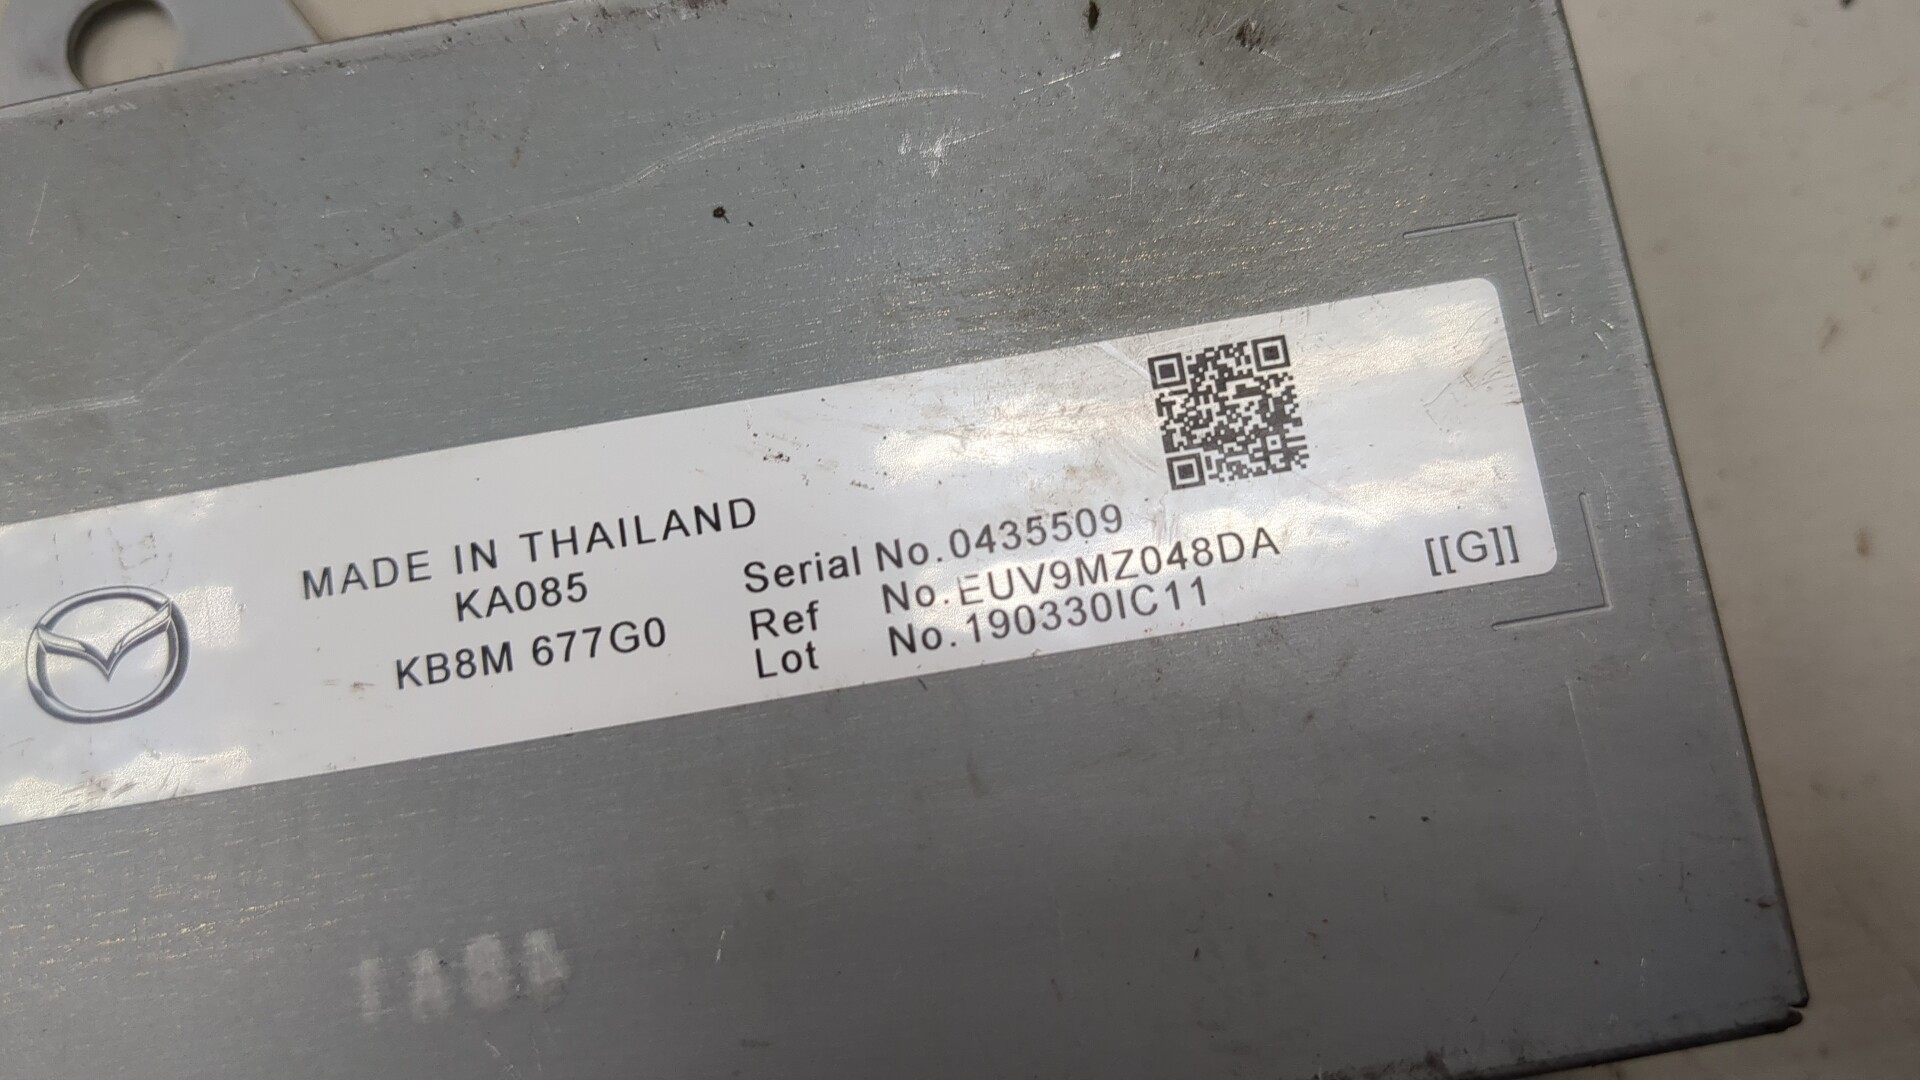 MADE IN THAILAND
KA085
KB8M 677G0
Serial No.0435509
Ref No.EUV9MZ048DA
Lot No.190330IC11
[[G]]